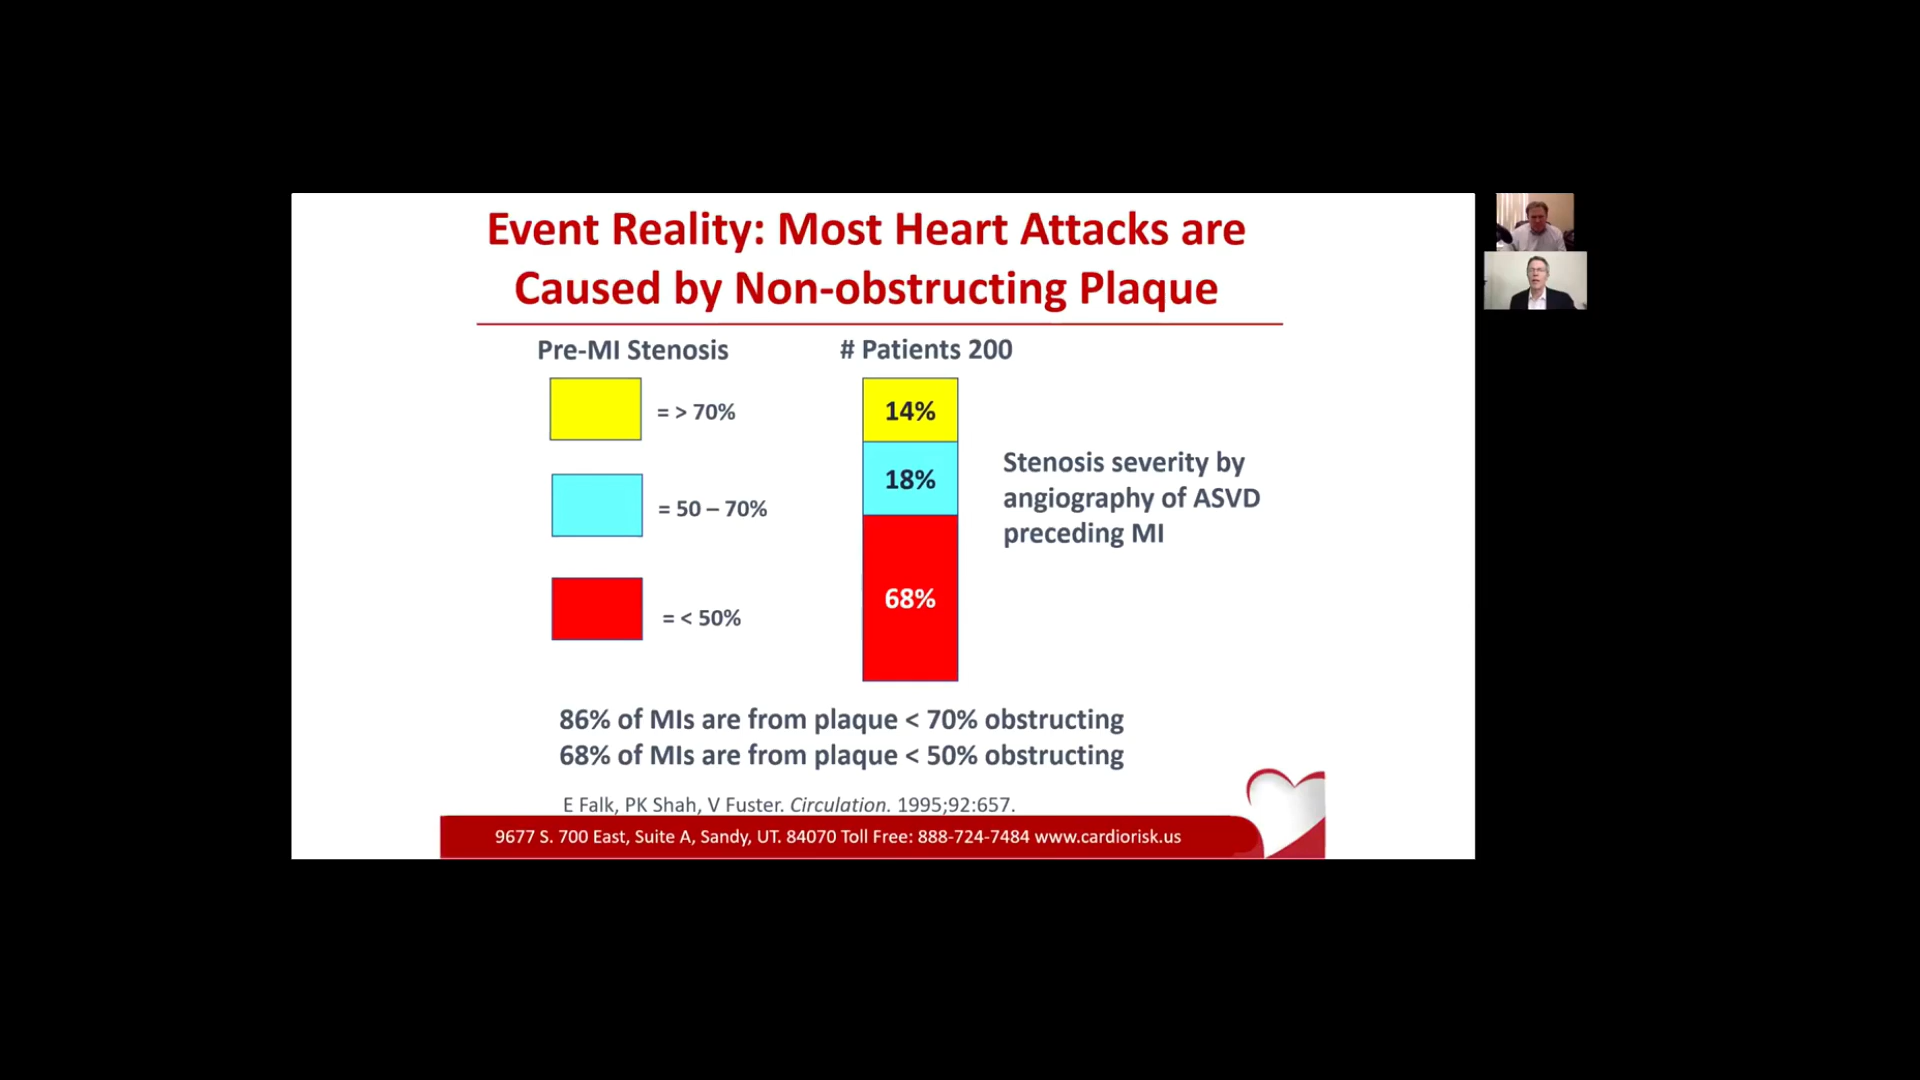 Event Reality: Most Heart Attacks are
Caused by Non-obstructing Plaque
Pre-MI Stenosis
# Patients 200
= > 70%
14%
= 50 – 70%
18%
= < 50%
68%
Stenosis severity by
angiography of ASVD
preceding MI
86% of MIs are from plaque < 70% obstructing
68% of MIs are from plaque < 50% obstructing
E Falk, PK Shah, V Fuster. Circulation. 1995;92:657.
9677 S. 700 East, Suite A, Sandy, UT. 84070 Toll Free: 888-724-7484 www.cardiorisk.us